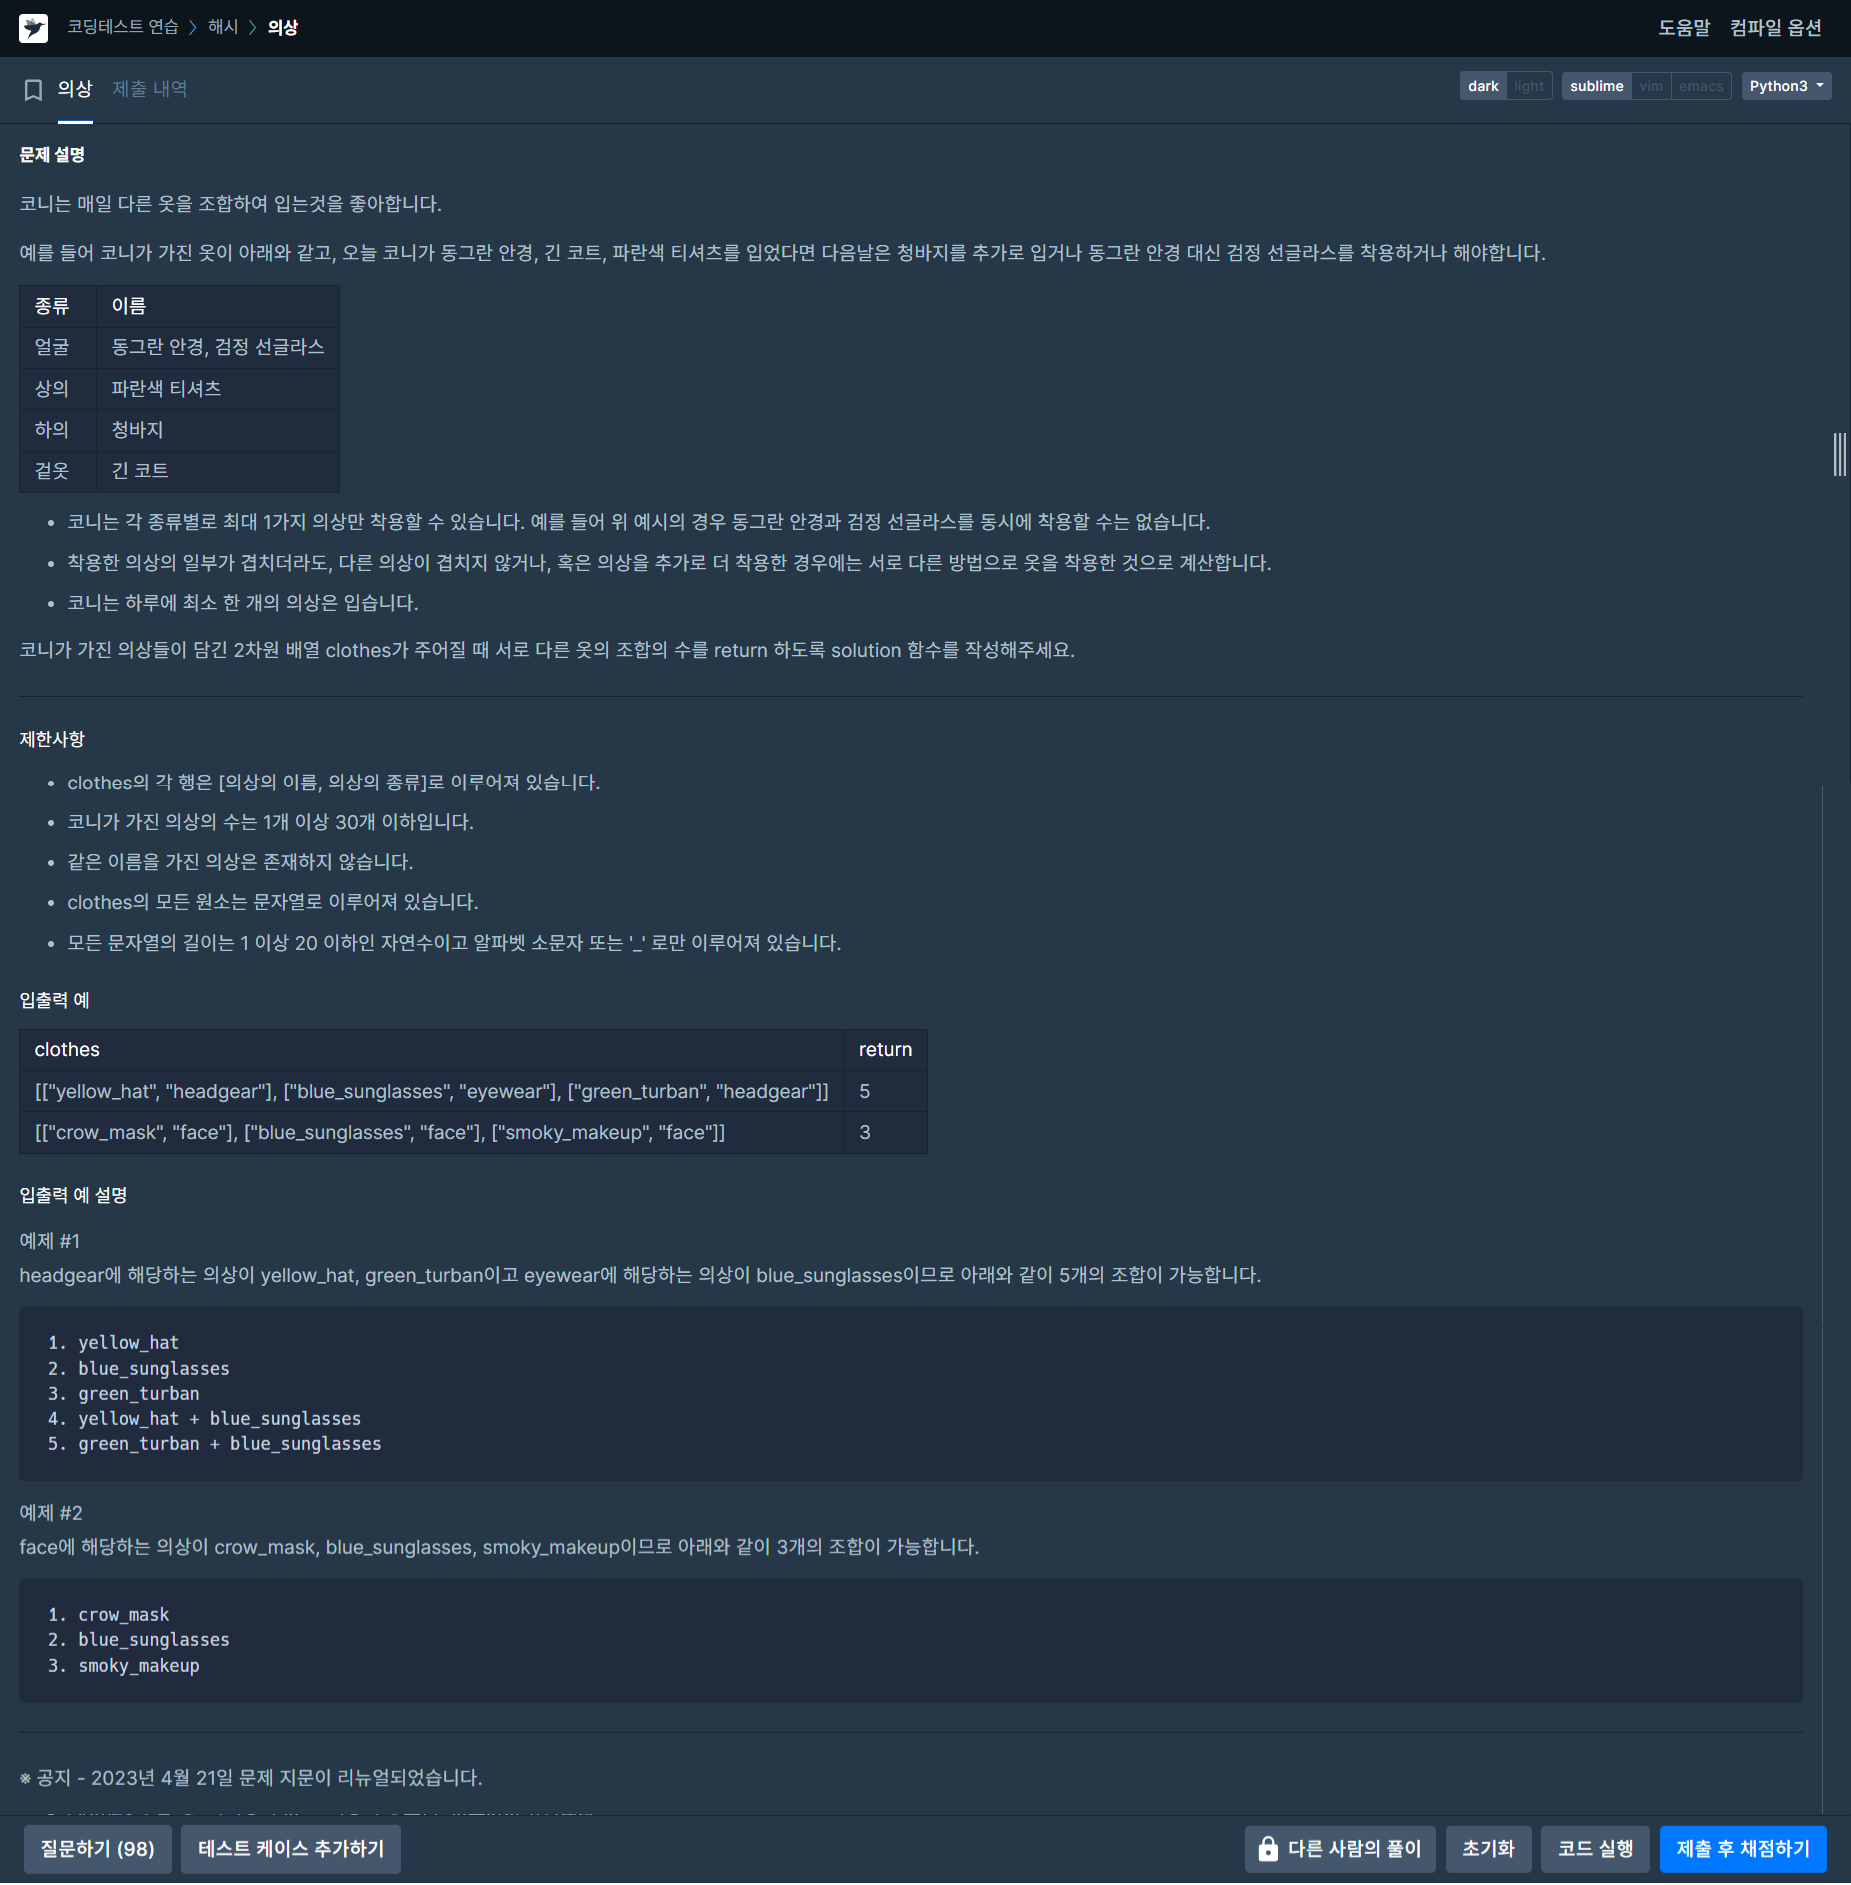 코딩테스트 연습 〉 해시 〉 의상
도움말 컴파일 옵션
의상 제출 내역
dark light sublime vim emacs Python3
문제 설명
코니는 매일 다른 옷을 조합하여 입는것을 좋아합니다.
예를 들어 코니가 가진 옷이 아래와 같고, 오늘 코니가 동그란 안경, 긴 코트, 파란색 티셔츠를 입었다면 다음날은 청바지를 추가로 입거나 동그란 안경 대신 검정 선글라스를 착용하거나 해야합니다.
종류 이름
얼굴 동그란 안경, 검정 선글라스
상의 파란색 티셔츠
하의 청바지
겉옷 긴 코트
• 코니는 각 종류별로 최대 1가지 의상만 착용할 수 있습니다. 예를 들어 위 예시의 경우 동그란 안경과 검정 선글라스를 동시에 착용할 수는 없습니다.
• 착용한 의상의 일부가 겹치더라도, 다른 의상이 겹치지 않거나, 혹은 의상을 추가로 더 착용한 경우에는 서로 다른 방법으로 옷을 착용한 것으로 계산합니다.
• 코니는 하루에 최소 한 개의 의상은 입습니다.
코니가 가진 의상들이 담긴 2차원 배열 clothes가 주어질 때 서로 다른 옷의 조합의 수를 return 하도록 solution 함수를 작성해주세요.
제한사항
• clothes의 각 행은 [의상의 이름, 의상의 종류]로 이루어져 있습니다.
• 코니가 가진 의상의 수는 1개 이상 30개 이하입니다.
• 같은 이름을 가진 의상은 존재하지 않습니다.
• clothes의 모든 원소는 문자열로 이루어져 있습니다.
• 모든 문자열의 길이는 1 이상 20 이하인 자연수이고 알파벳 소문자 또는 '_' 로만 이루어져 있습니다.
입출력 예
clothes return
[["yellow_hat", "headgear"], ["blue_sunglasses", "eyewear"], ["green_turban", "headgear"]] 5
[["crow_mask", "face"], ["blue_sunglasses", "face"], ["smoky_makeup", "face"]] 3
입출력 예 설명
예제 #1
headgear에 해당하는 의상이 yellow_hat, green_turban이고 eyewear에 해당하는 의상이 blue_sunglasses이므로 아래와 같이 5개의 조합이 가능합니다.
1. yellow_hat
2. blue_sunglasses
3. green_turban
4. yellow_hat + blue_sunglasses
5. green_turban + blue_sunglasses
예제 #2
face에 해당하는 의상이 crow_mask, blue_sunglasses, smoky_makeup이므로 아래와 같이 3개의 조합이 가능합니다.
1. crow_mask
2. blue_sunglasses
3. smoky_makeup
※ 공지 - 2023년 4월 21일 문제 지문이 리뉴얼되었습니다.
질문하기 (98) 테스트 케이스 추가하기 다른 사람의 풀이 초기화 코드 실행 제출 후 채점하기